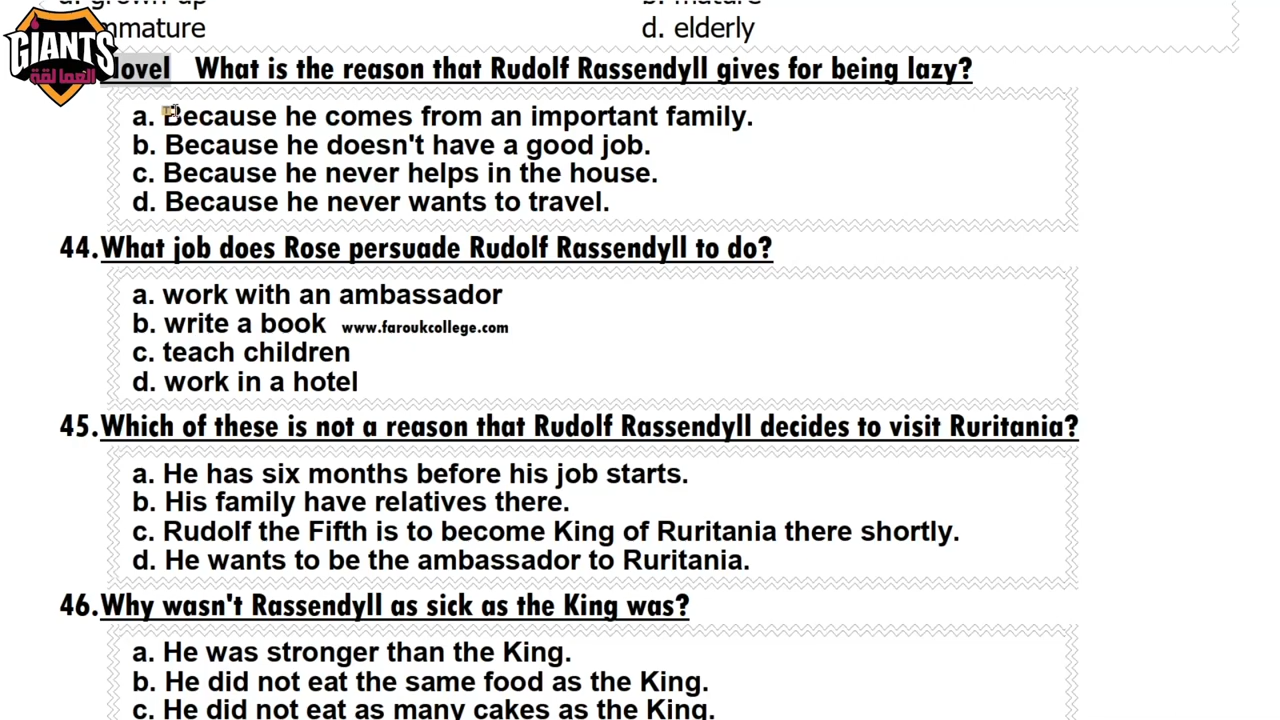 a. grown up
b. mature
mmature
d. elderly
GIANTS
العمالقة
Novel What is the reason that Rudolf Rassendyll gives for being lazy?
a. Because he comes from an important family.
b. Because he doesn't have a good job.
c. Because he never helps in the house.
d. Because he never wants to travel.
44.What job does Rose persuade Rudolf Rassendyll to do?
a. work with an ambassador
b. write a book www.faroukcollege.com
c. teach children
d. work in a hotel
45.Which of these is not a reason that Rudolf Rassendyll decides to visit Ruritania?
a. He has six months before his job starts.
b. His family have relatives there.
c. Rudolf the Fifth is to become King of Ruritania there shortly.
d. He wants to be the ambassador to Ruritania.
46.Why wasn't Rassendyll as sick as the King was?
a. He was stronger than the King.
b. He did not eat the same food as the King.
c. He did not eat as many cakes as the King.